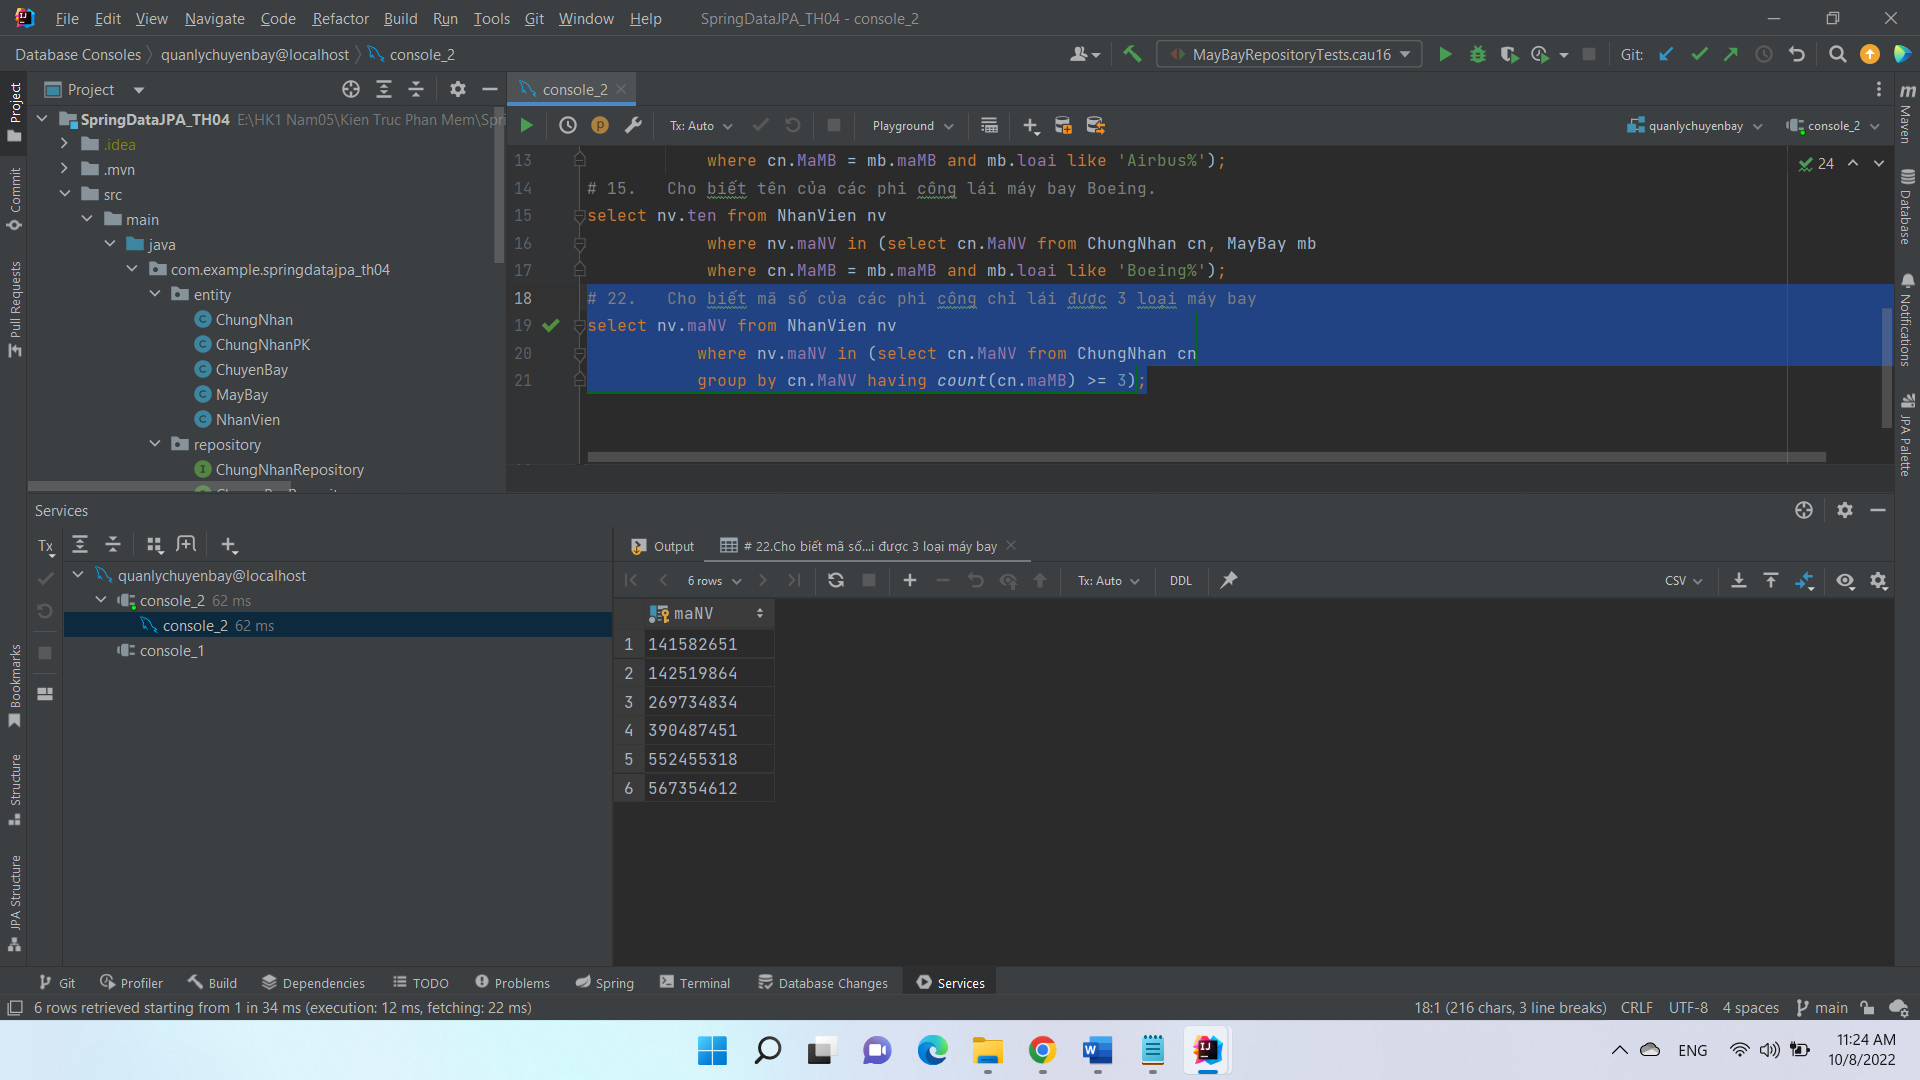 File Edit View Navigate Code Refactor Build Run Tools Git Window Help SpringDataJPA_TH04 - console_2
Database Consoles quanlychuyenbay@localhost console_2 MayBayRepositoryTests.cau16 Git:
Project
console_2
SpringDataJPA_TH04 E:\HK1 Nam05\Kien Truc Phan Mem\Spri
.idea
.mvn
src
main
java
com.example.springdatajpa_th04
entity
ChungNhan
ChungNhanPK
ChuyenBay
MayBay
NhanVien
repository
ChungNhanRepository
Tx: Auto Playground quanlychuyenbay console_2
24
13 where cn.MaMB = mb.maMB and mb.loai like 'Airbus%');
14 # 15. Cho biết tên của các phi công lái máy bay Boeing.
15 select nv.ten from NhanVien nv
16 where nv.maNV in (select cn.MaNV from ChungNhan cn, MayBay mb
17 where cn.MaMB = mb.maMB and mb.loai like 'Boeing%');
18 # 22. Cho biết mã số của các phi công chỉ lái được 3 loại máy bay
19 select nv.maNV from NhanVien nv
20 where nv.maNV in (select cn.MaNV from ChungNhan cn
21 group by cn.MaNV having count(cn.maMB) >= 3);
Project
Commit
Pull Requests
Bookmarks
Structure
JPA Structure
Maven
Database
Notifications
JPA Palette
Services
Tx
quanlychuyenbay@localhost
console_2 62 ms
console_2 62 ms
console_1
Output # 22.Cho biết mã số...i được 3 loại máy bay
6 rows Tx: Auto DDL CSV
maNV
1 141582651
2 142519864
3 269734834
4 390487451
5 552455318
6 567354612
Git Profiler Build Dependencies TODO Problems Spring Terminal Database Changes Services
6 rows retrieved starting from 1 in 34 ms (execution: 12 ms, fetching: 22 ms) 18:1 (216 chars, 3 line breaks) CRLF UTF-8 4 spaces main
ENG
11:24 AM
10/8/2022